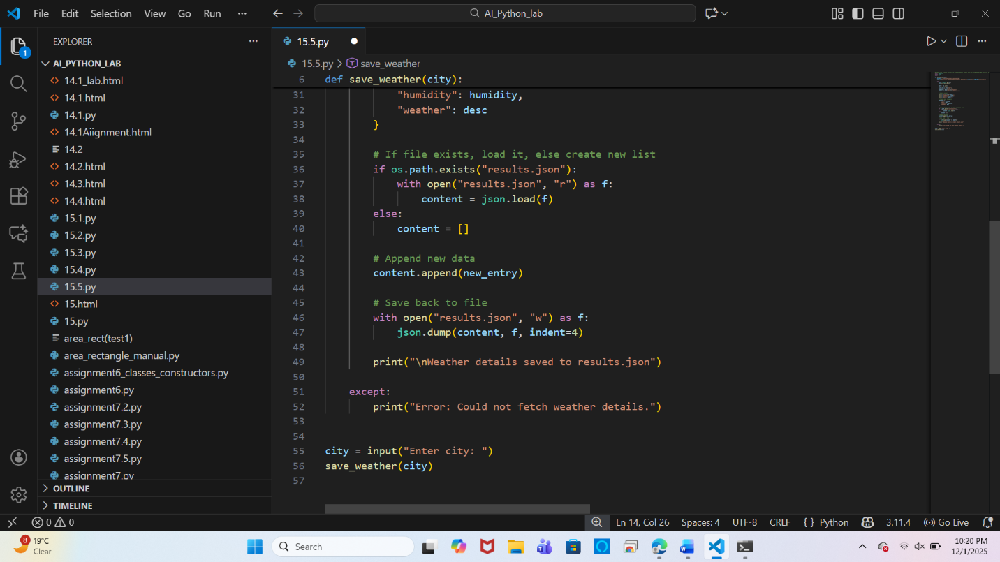 File Edit Selection View Go Run ··· AI_Python_lab
EXPLORER ···
1
AI_PYTHON_LAB
14.1_lab.html
14.1.html
14.1.py
14.1Aiignment.html
14.2
14.2.html
14.3.html
14.4.html
15.1.py
15.2.py
15.3.py
15.4.py
15.5.py
15.html
15.py
area_rect(test1)
area_rectangle_manual.py
assignment6_classes_constructors.py
assignment6.py
assignment7.2.py
assignment7.3.py
assignment7.4.py
assignment7.5.py
assignment7.py
OUTLINE
TIMELINE
15.5.py
15.5.py > save_weather
6 def save_weather(city):
31 "humidity": humidity,
32 "weather": desc
33 }
34
35 # If file exists, load it, else create new list
36 if os.path.exists("results.json"):
37 with open("results.json", "r") as f:
38 content = json.load(f)
39 else:
40 content = []
41
42 # Append new data
43 content.append(new_entry)
44
45 # Save back to file
46 with open("results.json", "w") as f:
47 json.dump(content, f, indent=4)
48
49 print("\nWeather details saved to results.json")
50
51 except:
52 print("Error: Could not fetch weather details.")
53
54
55 city = input("Enter city: ")
56 save_weather(city)
57
0 0 Ln 14, Col 26 Spaces: 4 UTF-8 CRLF { } Python 3.11.4 Go Live
8 19°C
Clear
Search
10:20 PM
12/1/2025